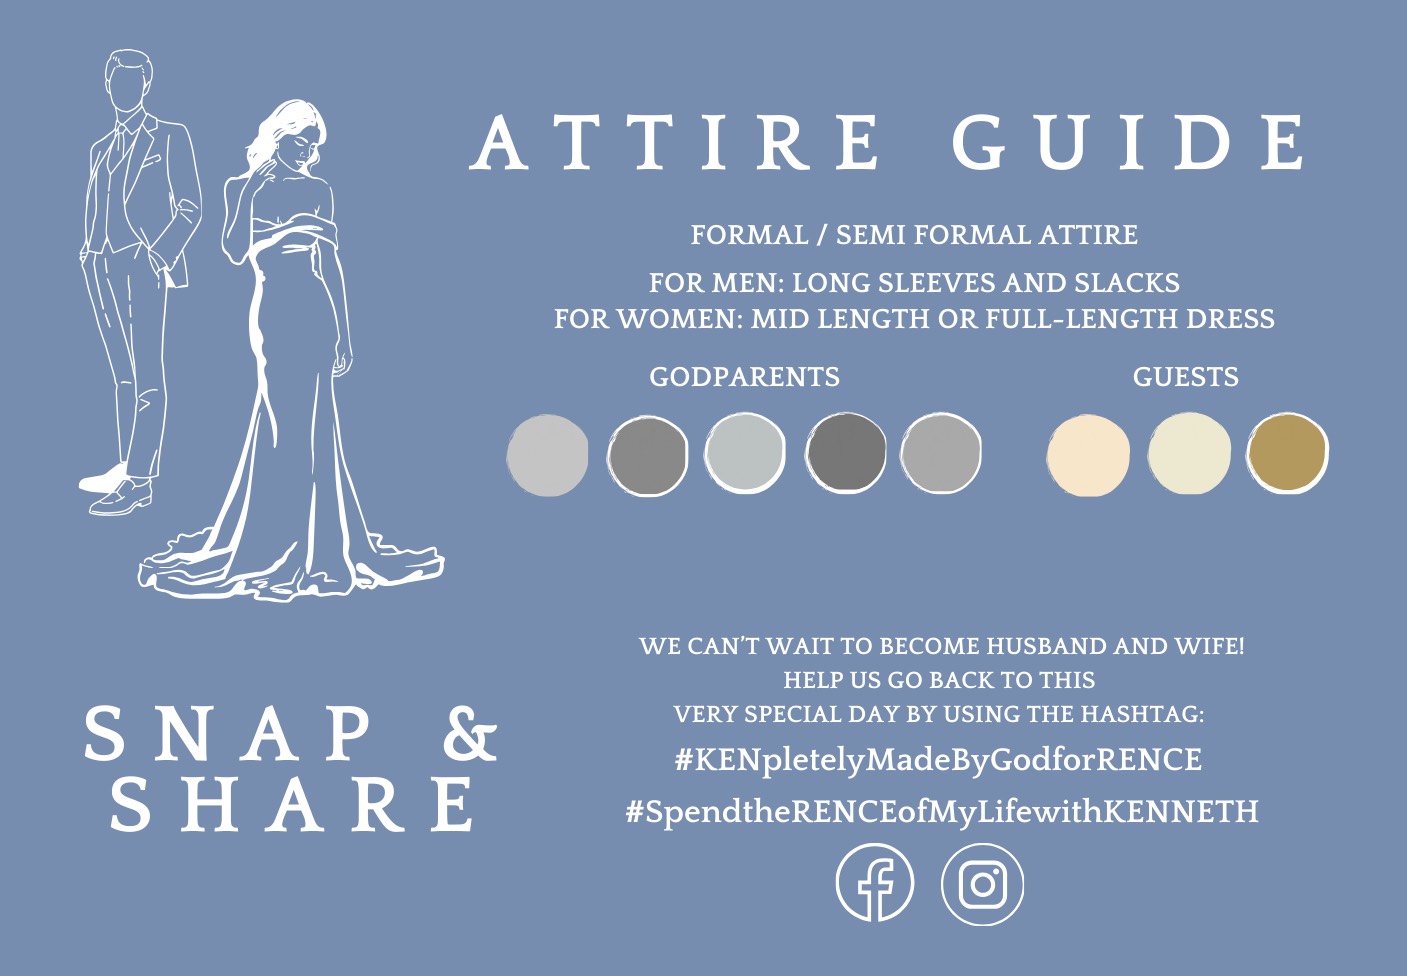 ATTIRE GUIDE
FORMAL / SEMI FORMAL ATTIRE
FOR MEN: LONG SLEEVES AND SLACKS
FOR WOMEN: MID LENGTH OR FULL-LENGTH DRESS
GODPARENTS
GUESTS
SNAP &
SHARE
WE CAN'T WAIT TO BECOME HUSBAND AND WIFE!
HELP US GO BACK TO THIS
VERY SPECIAL DAY BY USING THE HASHTAG:
#KENpletelyMadeByGodforRENCE
#SpendtheRENCEofMyLifewithKENNETH